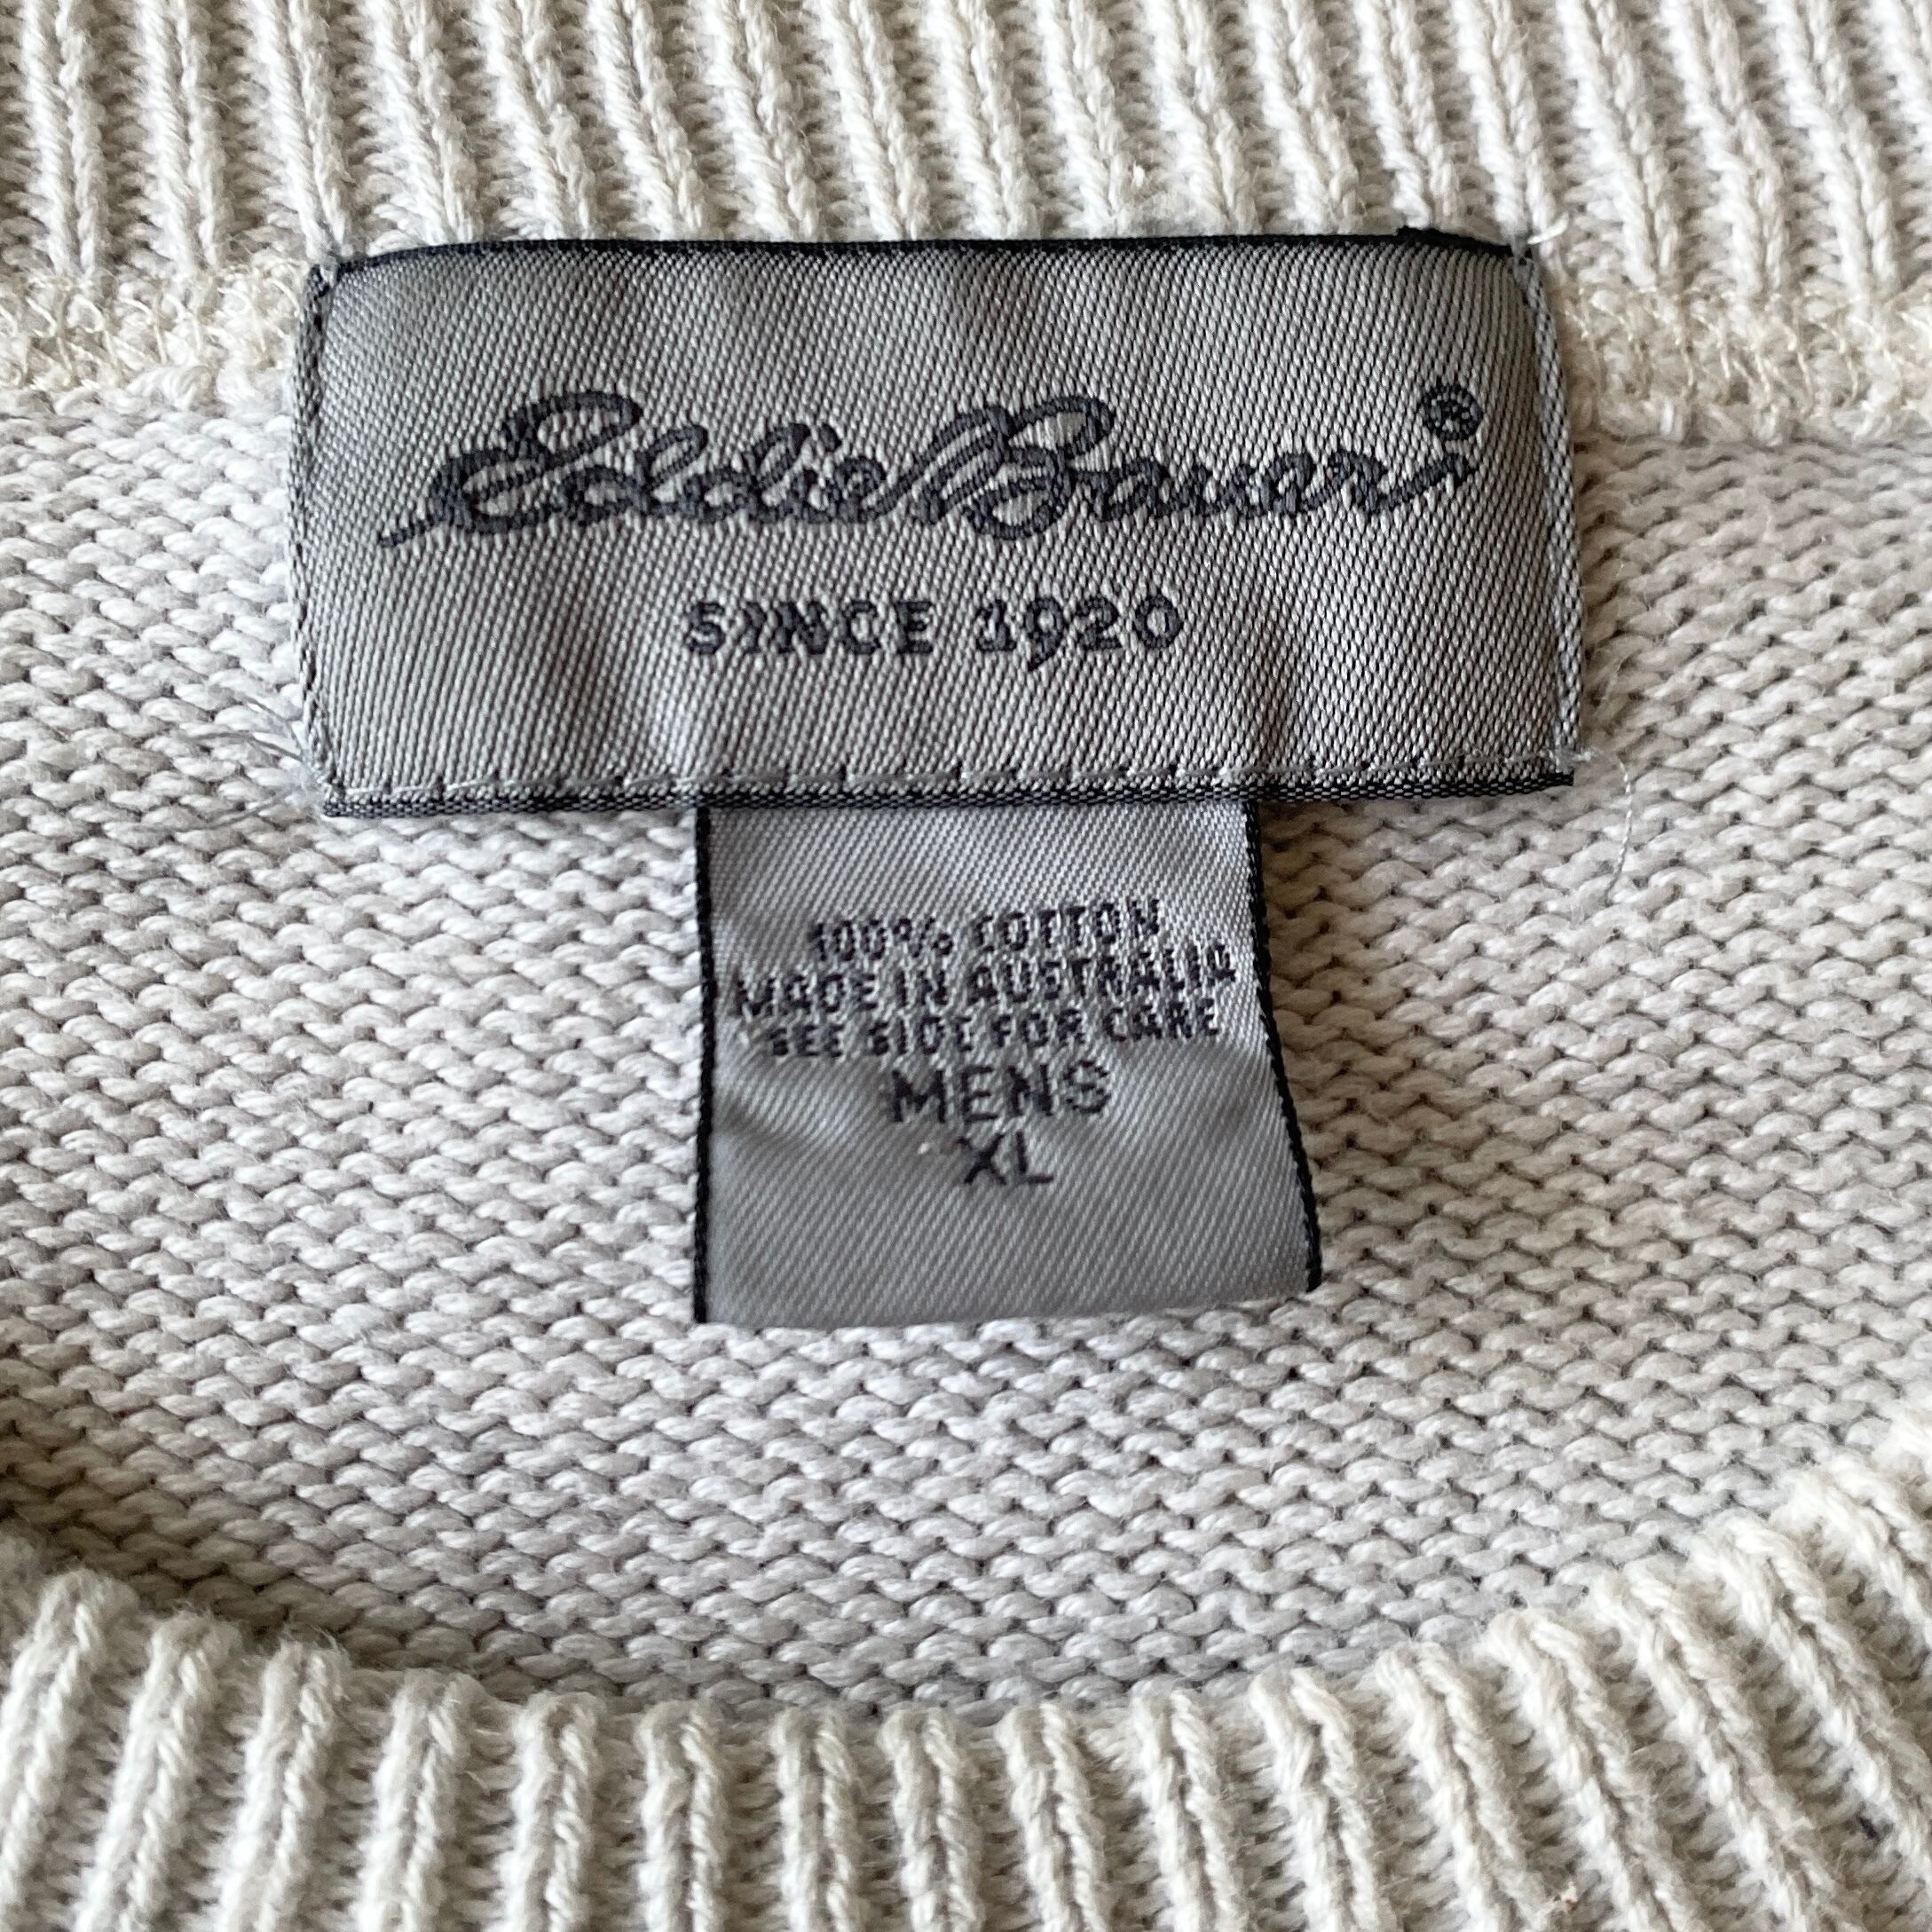 Eddie Bauer®
SINCE 1920
100% COTTON
MADE IN AUSTRALIA
SEE SIDE FOR CARE
MENS
XL